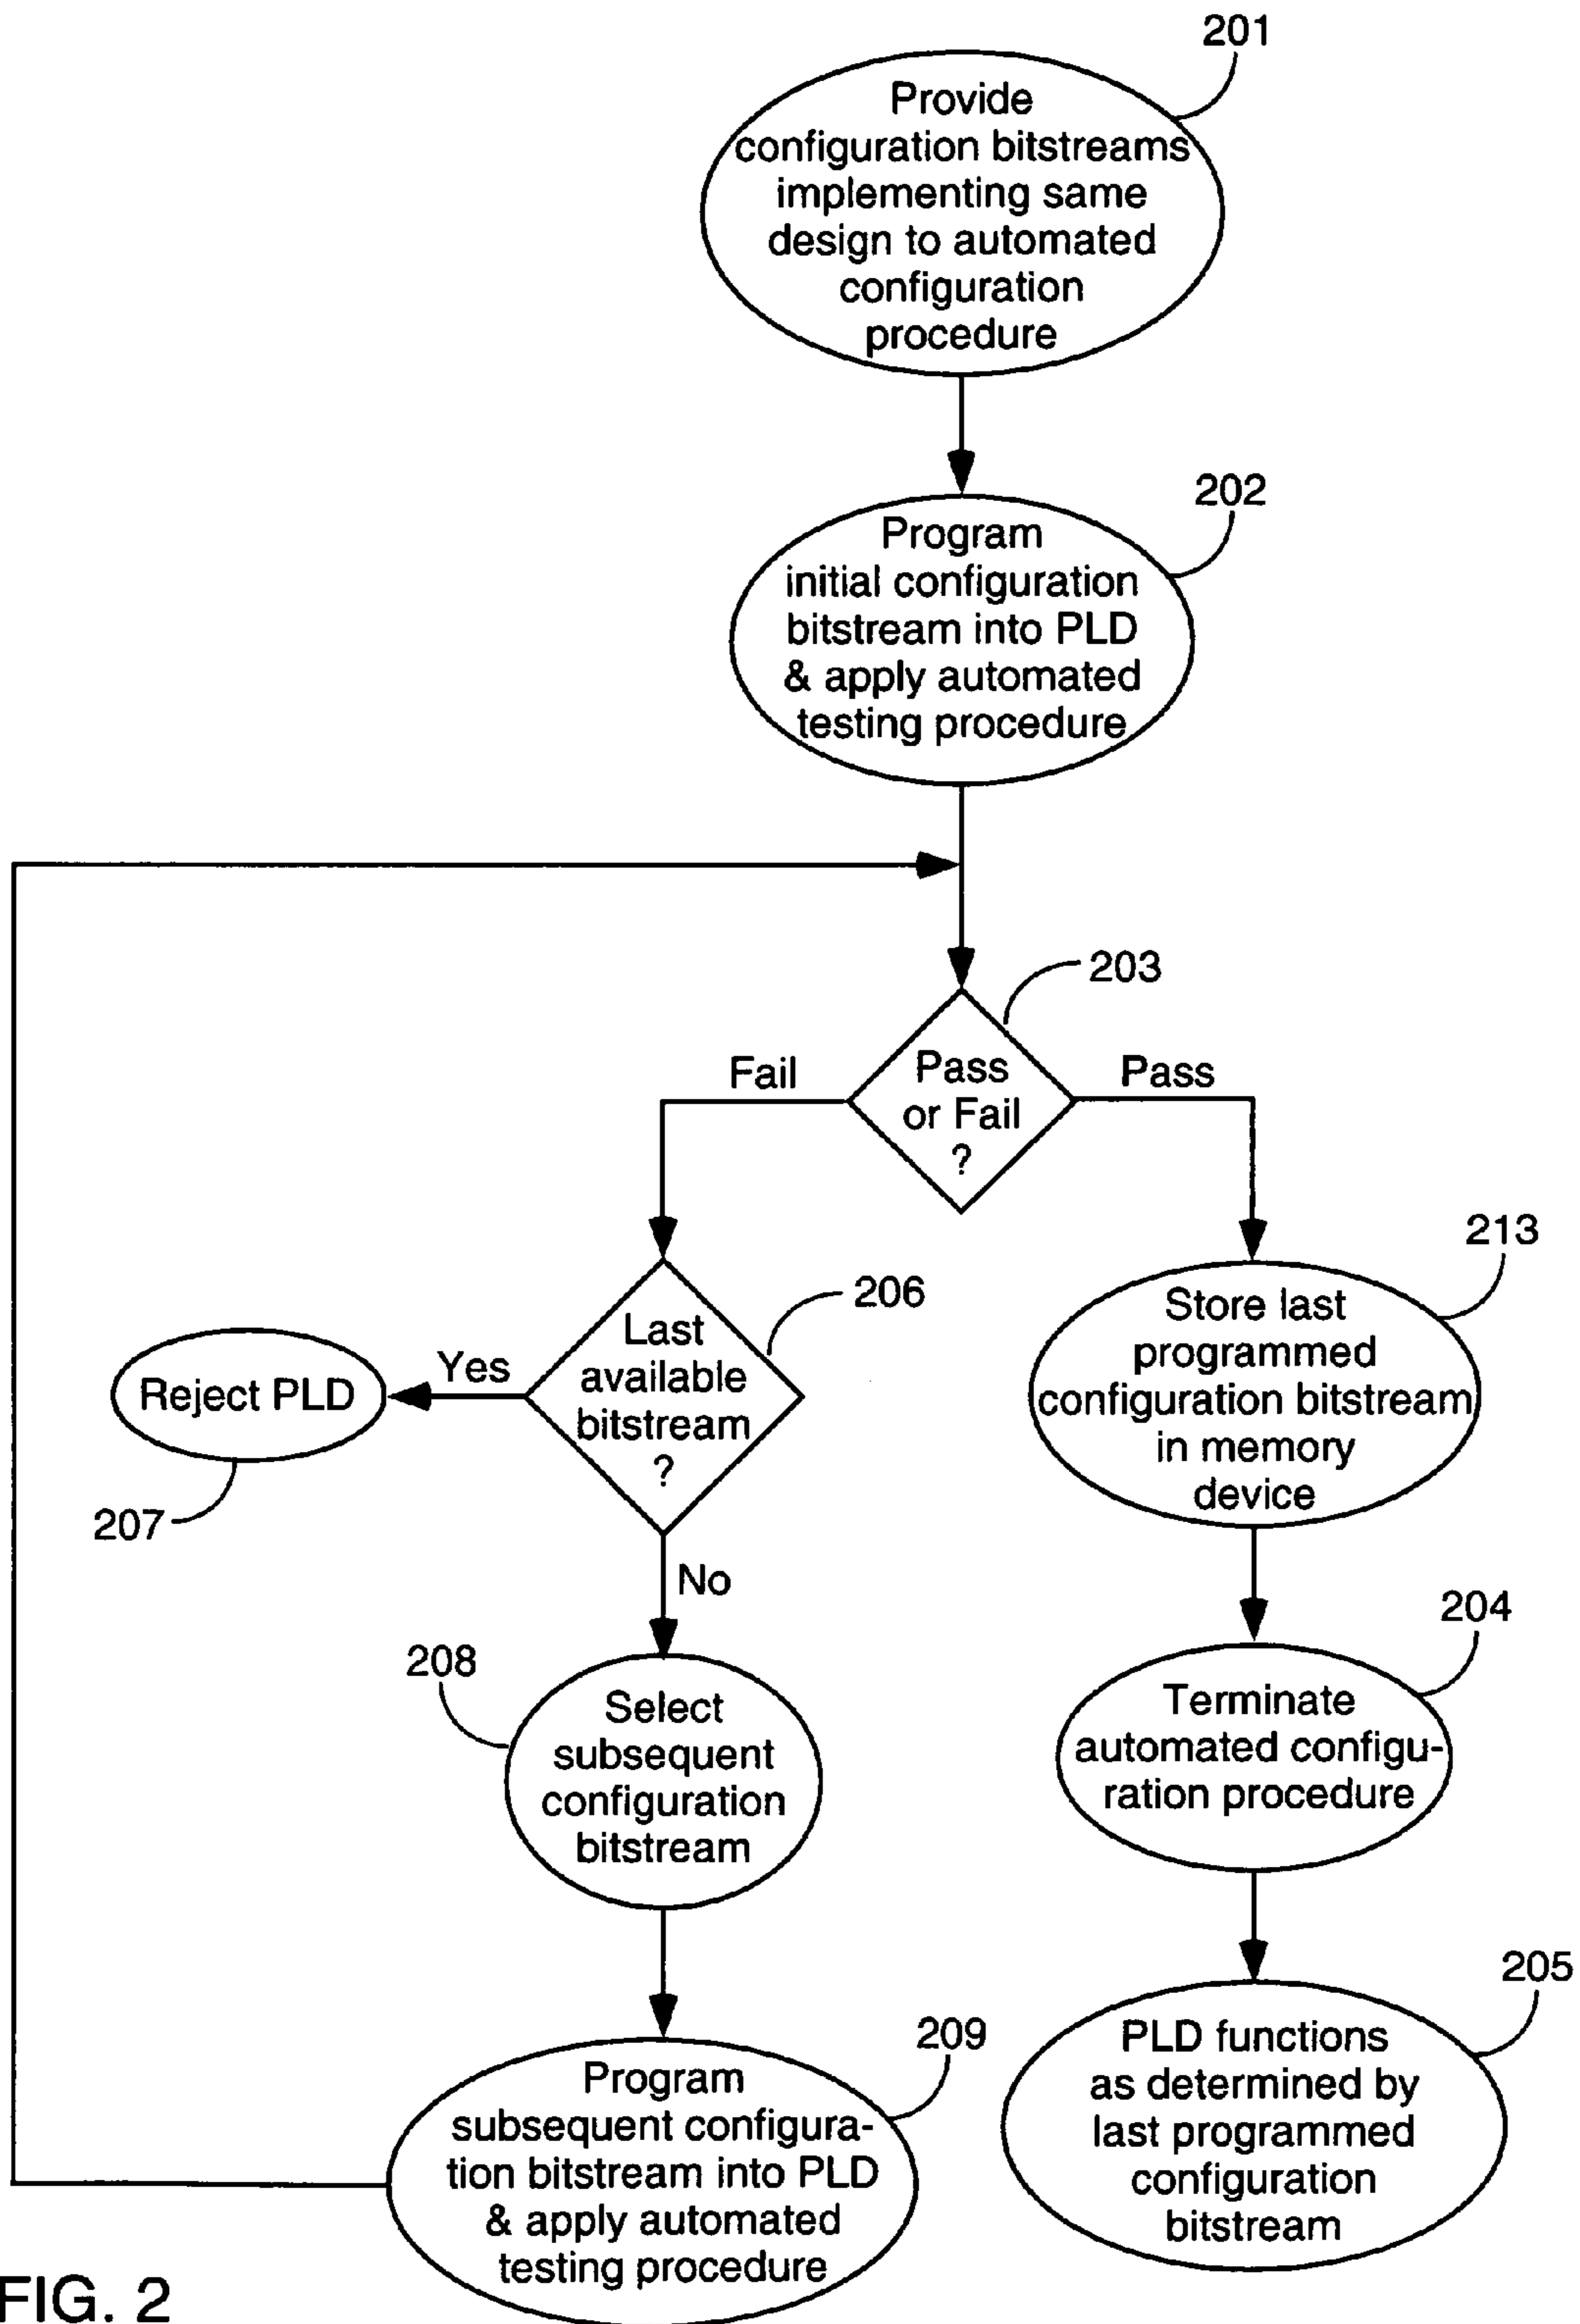 201
Provide
configuration bitstreams
implementing same
design to automated
configuration
procedure
202
Program
initial configuration
bitstream into PLD
& apply automated
testing procedure
203
Pass
or Fail
?
Fail
Pass
213
Store last
programmed
configuration bitstream
in memory
device
206
Last
available
bitstream
?
Yes
Reject PLD
207
No
204
Terminate
automated configu-
ration procedure
208
Select
subsequent
configuration
bitstream
205
PLD functions
as determined by
last programmed
configuration
bitstream
209
Program
subsequent configura-
tion bitstream into PLD
& apply automated
testing procedure
FIG. 2